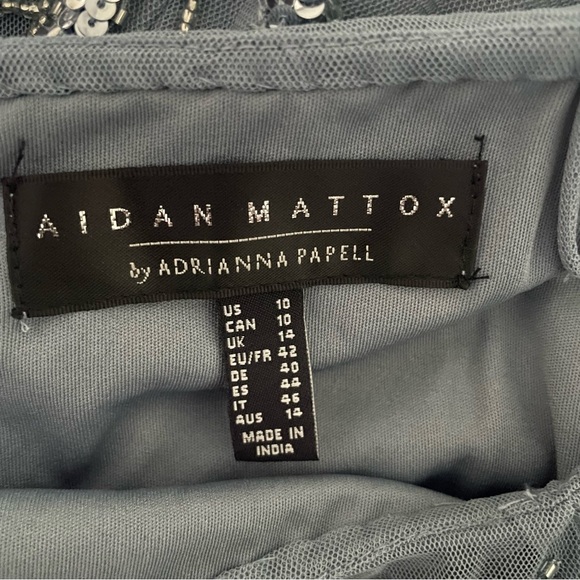 AIDAN MATTOX
by ADRIANNA PAPELL
US 10
CAN 10
UK 14
EU/FR 42
DE 40
ES 44
IT 46
AUS 14
MADE IN
INDIA